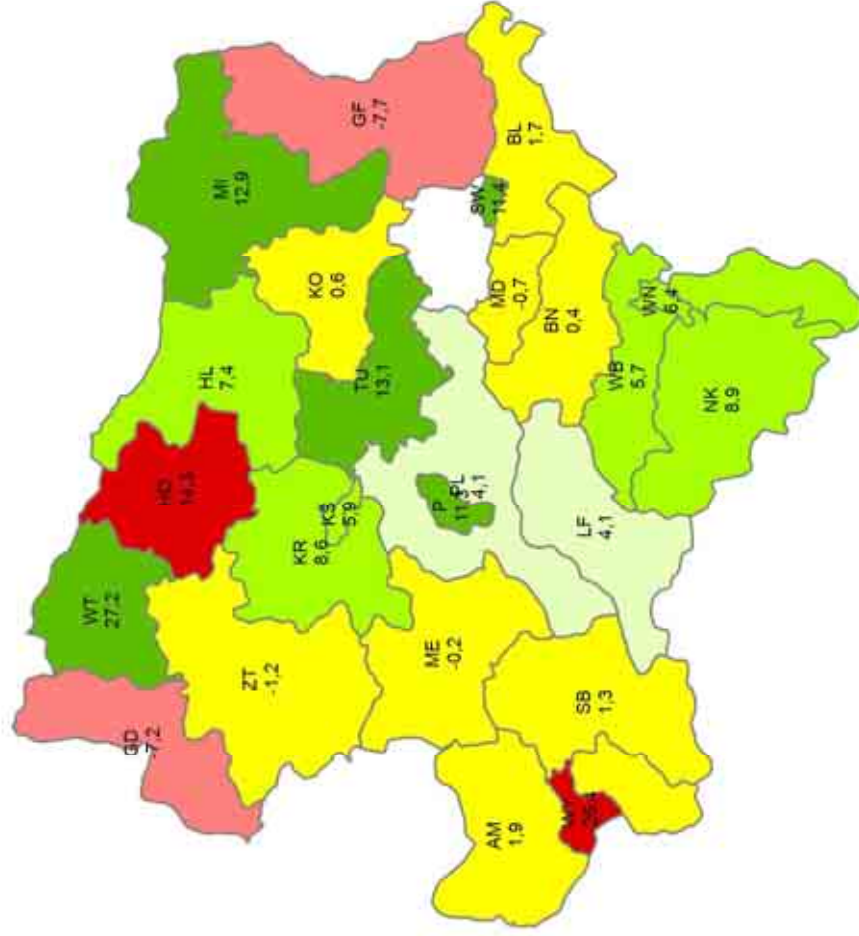 WT
27,2
GD
-7,2
HD
MI
12,9
HL
7,4
ZT
-1,2
KO
0,6
KR
8,6
KS
5,9
GF
-7,7
TU
13,1
ME
-0,2
P
PL
4,1
SW
11,4
AM
1,9
MD
-0,7
BL
1,7
BN
0,4
SB
1,3
LF
4,1
WB
5,7
WN
6,4
NK
8,9